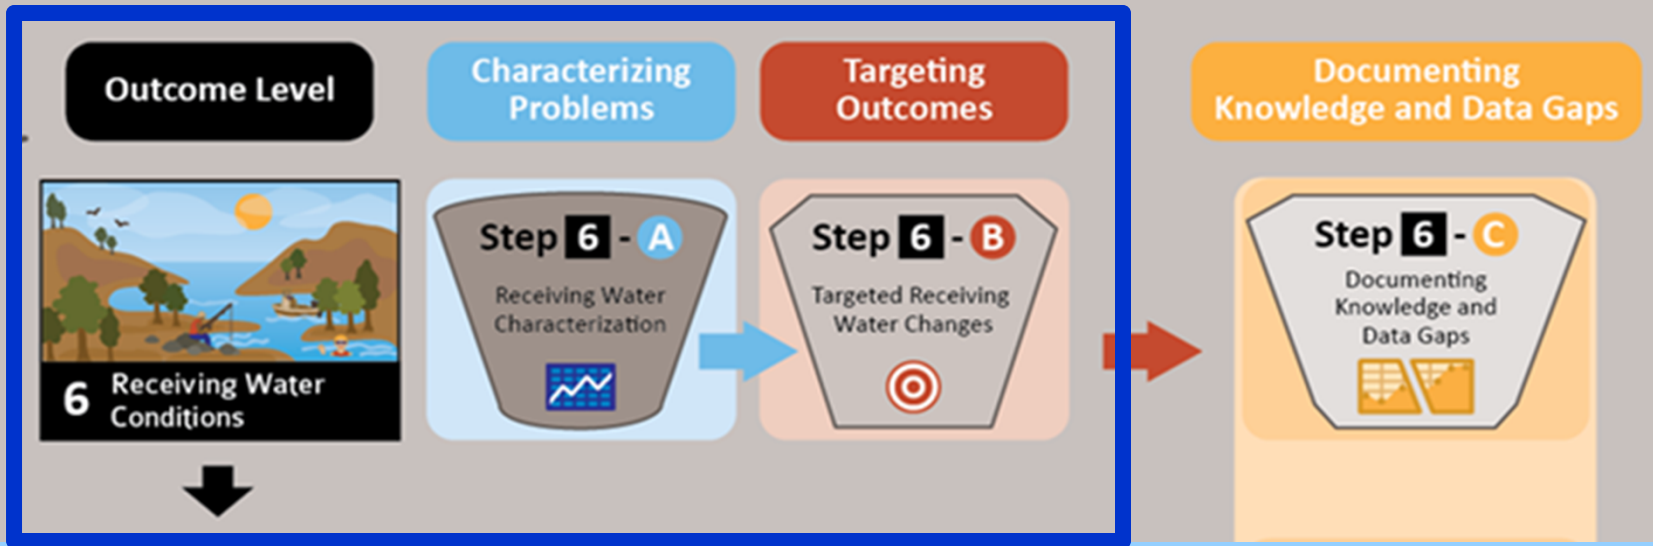 Outcome Level
Characterizing
Problems
Targeting
Outcomes
Documenting
Knowledge and Data Gaps
6 Receiving Water
Conditions
Step 6 - A
Receiving Water
Characterization
Step 6 - B
Targeted Receiving
Water Changes
Step 6 - C
Documenting
Knowledge and
Data Gaps